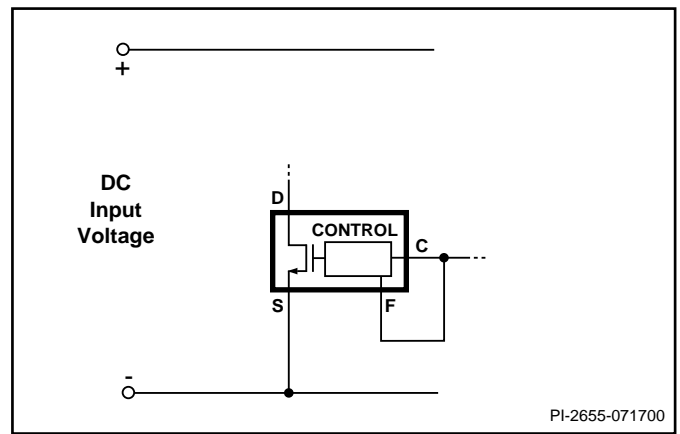 +
DC
Input
Voltage
D
CONTROL
C
S
F
-
PI-2655-071700